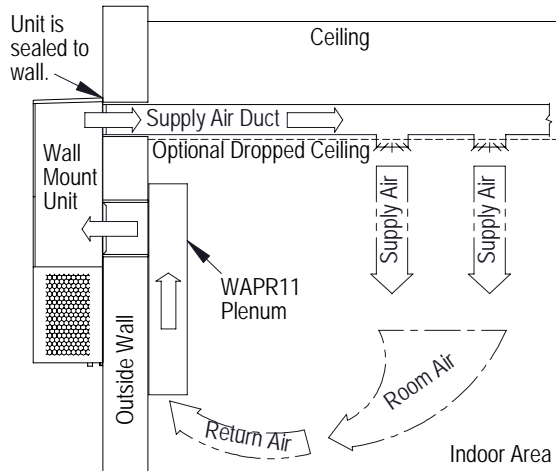 Unit is
sealed to
wall.
Ceiling
Supply Air Duct
Optional Dropped Ceiling
Wall
Mount
Unit
Supply Air
Supply Air
WAPR11
Plenum
Outside Wall
Room Air
Return Air
Indoor Area